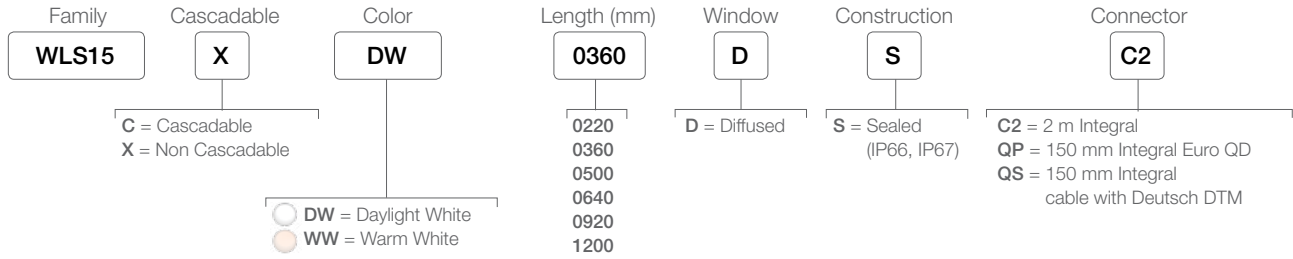 Family Cascadable Color Length (mm) Window Construction Connector
WLS15 X DW 0360 D S C2
C = Cascadable
X = Non Cascadable
DW = Daylight White
WW = Warm White
0220
0360
0500
0640
0920
1200
D = Diffused
S = Sealed
(IP66, IP67)
C2 = 2 m Integral
QP = 150 mm Integral Euro QD
QS = 150 mm Integral
cable with Deutsch DTM